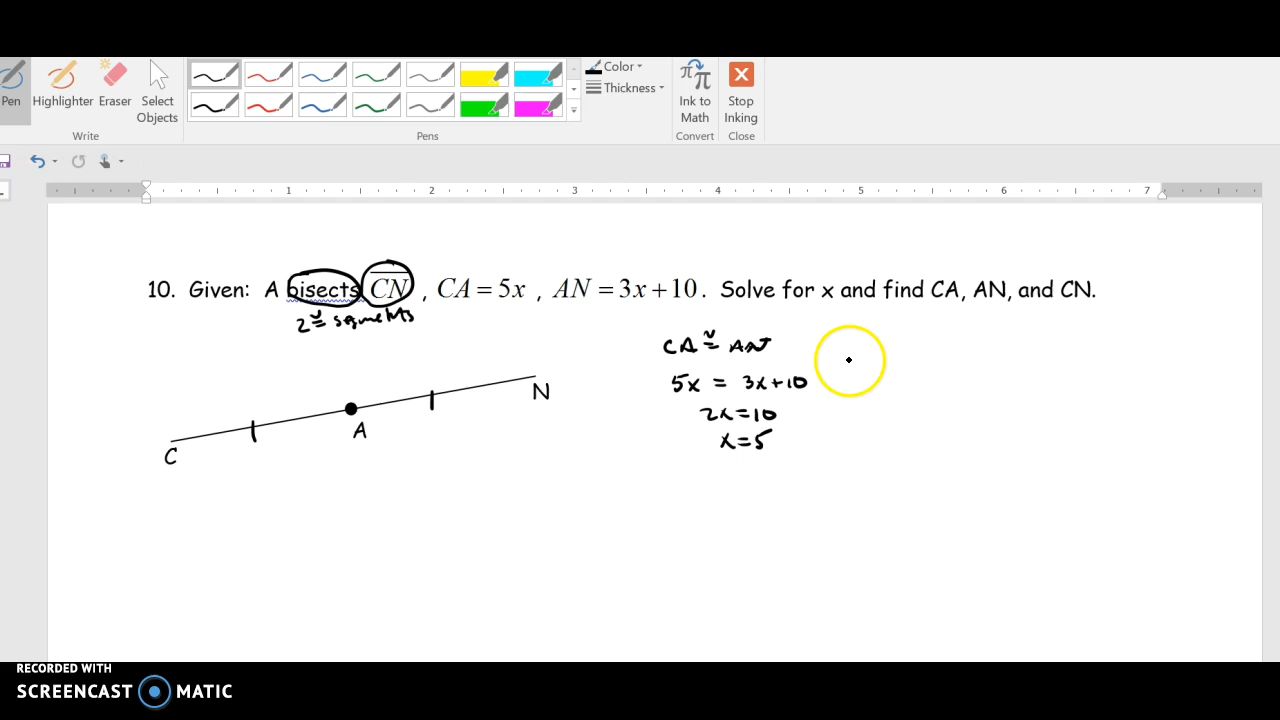 Pen
Highlighter
Eraser
Select Objects
Color
Thickness
Ink to Math
Stop Inking
Write
Pens
Convert
Close
1 2 3 4 5 6 7
10. Given: A bisects CN , CA = 5x , AN = 3x + 10 . Solve for x and find CA, AN, and CN.
2 ≅ segments
CA ≅ AN
5x = 3x+10
2x = 10
x = 5
N
A
C
RECORDED WITH
SCREENCAST MATIC